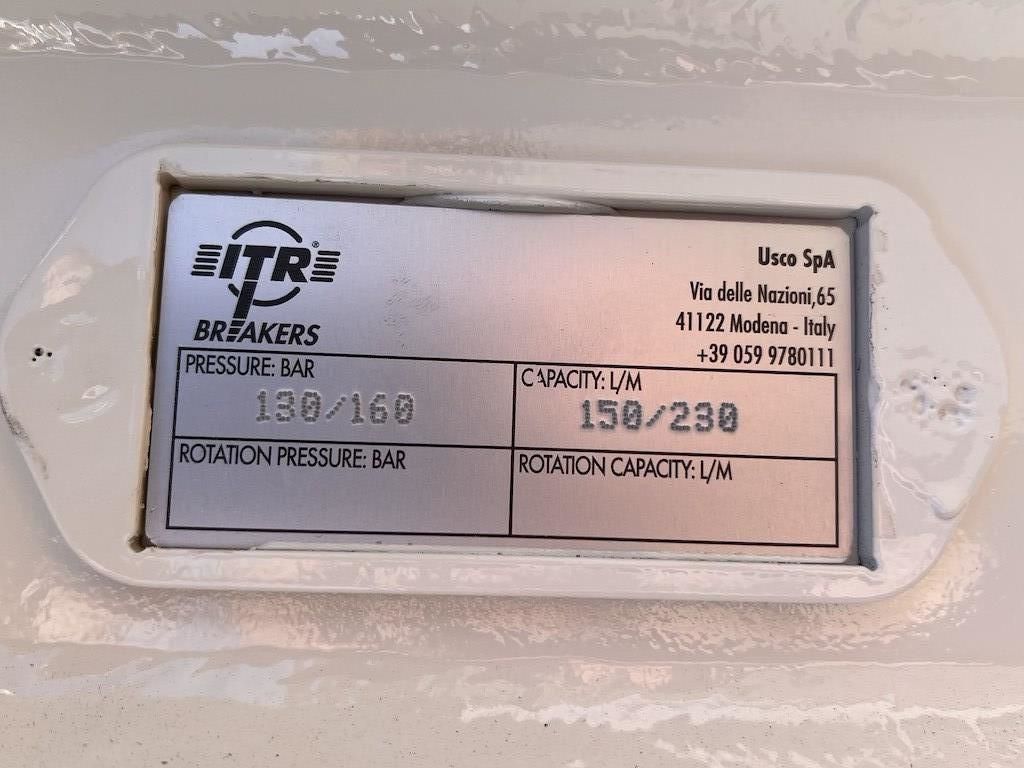 ITR®
BREAKERS
Usco SpA
Via delle Nazioni,65
41122 Modena - Italy
+39 059 9780111
PRESSURE: BAR
130/160
CAPACITY: L/M
150/230
ROTATION PRESSURE: BAR
ROTATION CAPACITY: L/M